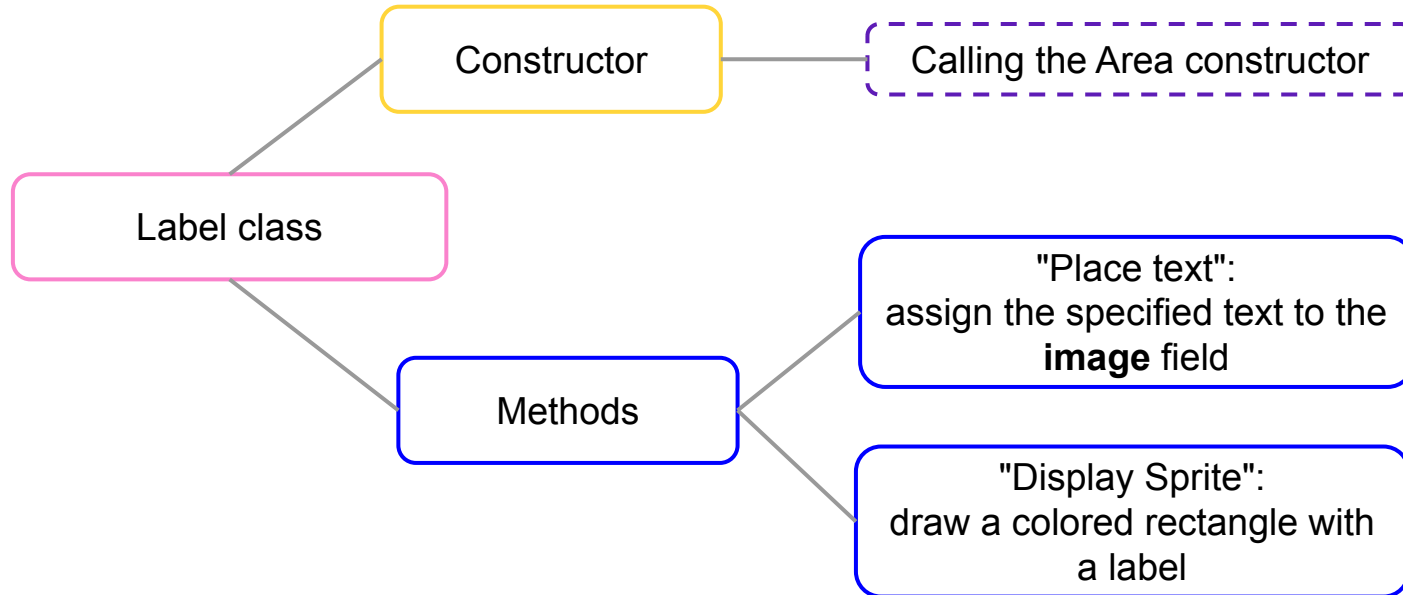 Constructor
Calling the Area constructor
Label class
"Place text":
assign the specified text to the
image field
Methods
"Display Sprite":
draw a colored rectangle with
a label